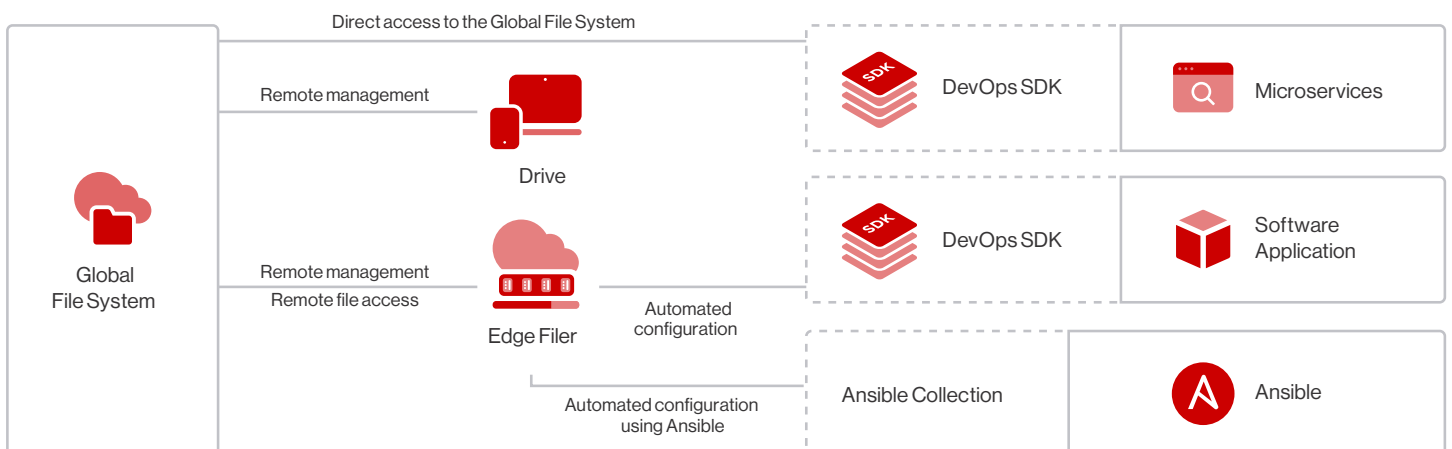 Direct access to the Global File System
SDK
DevOps SDK
Microservices
Remote management
Drive
Global
File System
Remote management
Remote file access
Edge Filer
Automated
configuration
SDK
DevOps SDK
Software
Application
Automated configuration
using Ansible
Ansible Collection
A
Ansible